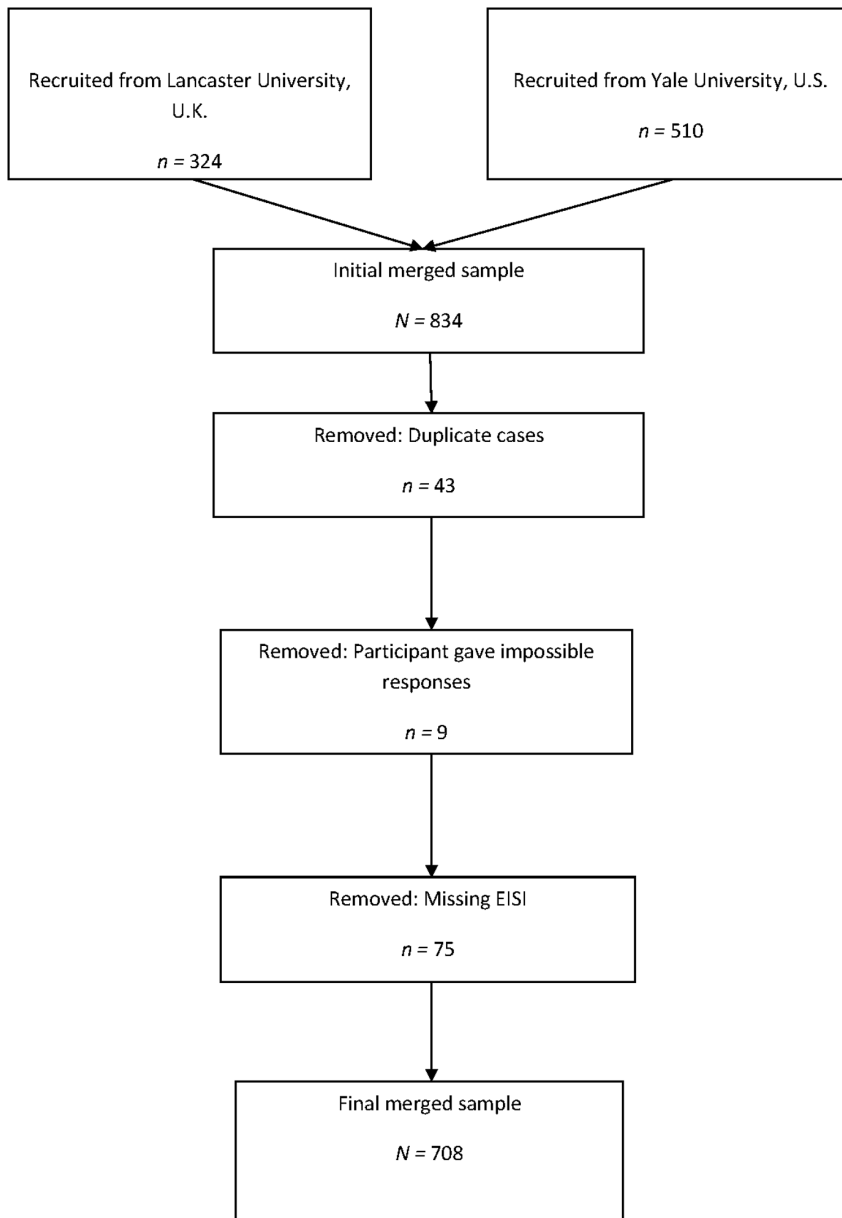 Recruited from Lancaster University,
U.K.
n = 324
Recruited from Yale University, U.S.
n = 510
Initial merged sample
N = 834
Removed: Duplicate cases
n = 43
Removed: Participant gave impossible
responses
n = 9
Removed: Missing EISI
n = 75
Final merged sample
N = 708